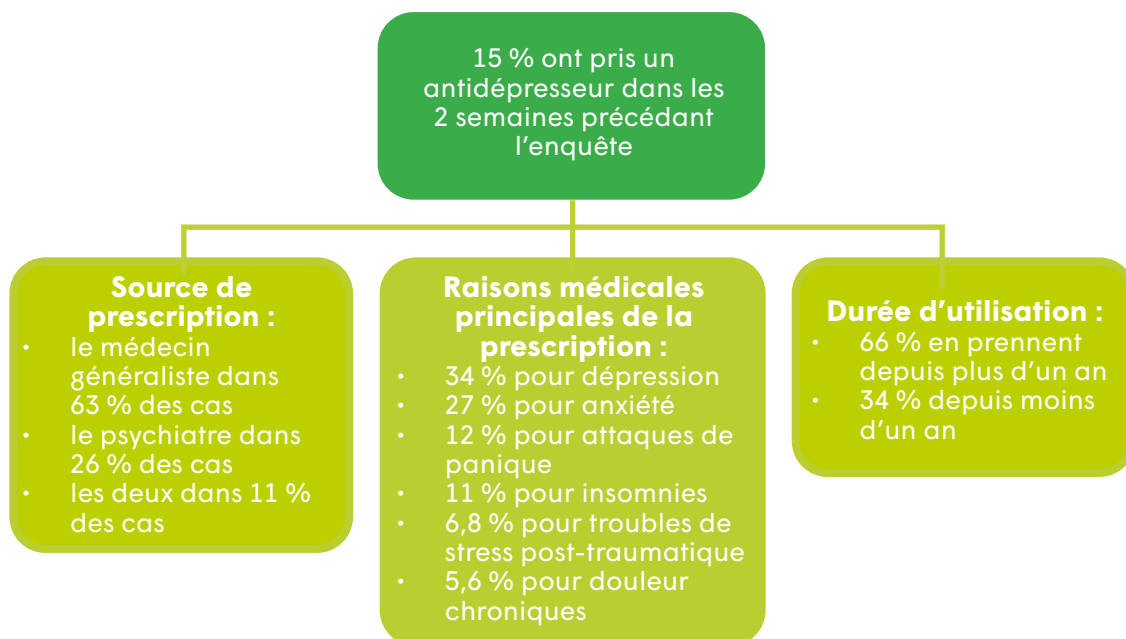 15 % ont pris un
antidépresseur dans les
2 semaines précédant
l'enquête
Source de
prescription :
• le médecin
généraliste dans
63 % des cas
• le psychiatre dans
26 % des cas
• les deux dans 11 %
des cas
Raisons médicales
principales de la
prescription :
• 34 % pour dépression
• 27 % pour anxiété
• 12 % pour attaques de
panique
• 11 % pour insomnies
• 6,8 % pour troubles de
stress post-traumatique
• 5,6 % pour douleur
chroniques
Durée d'utilisation :
• 66 % en prennent
depuis plus d'un an
• 34 % depuis moins
d'un an